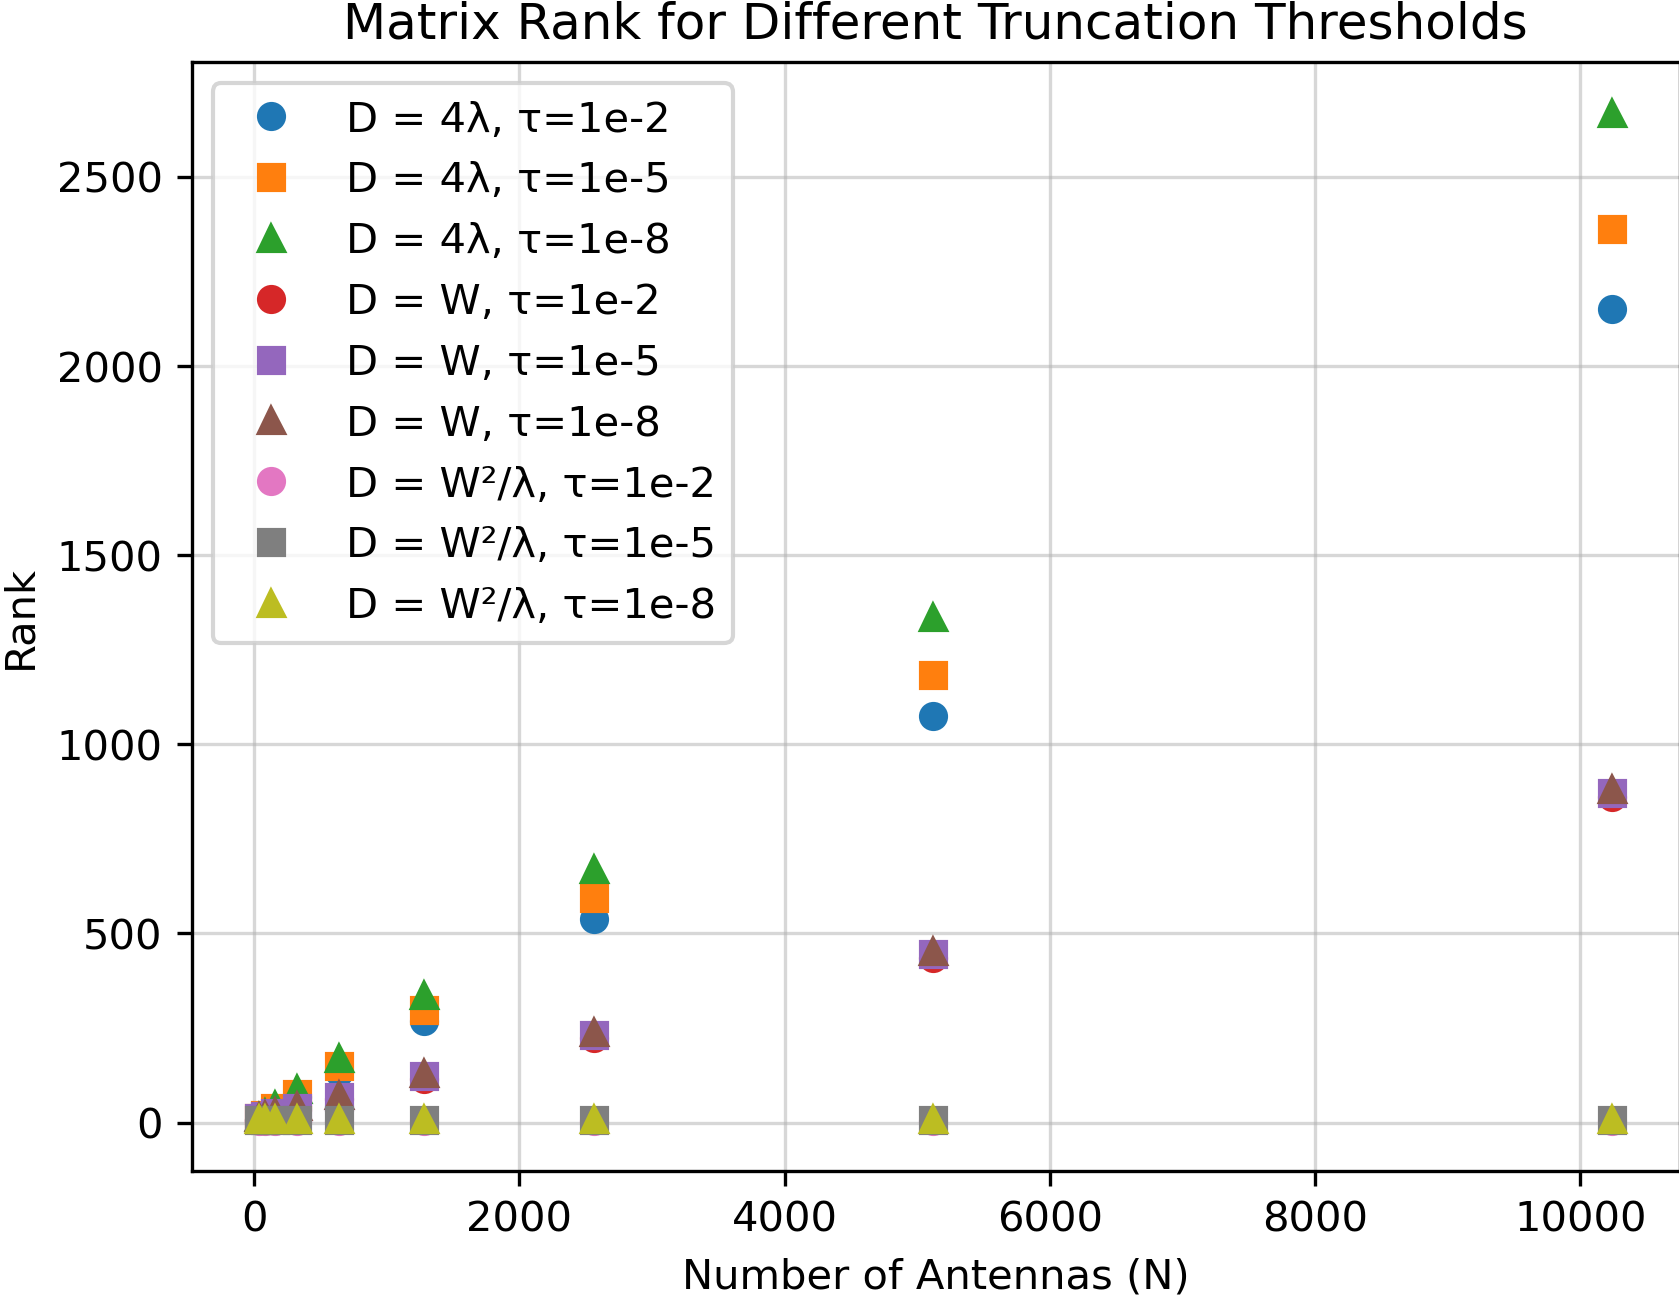 Matrix Rank for Different Truncation Thresholds
D = 4λ, τ=1e-2
D = 4λ, τ=1e-5
D = 4λ, τ=1e-8
D = W, τ=1e-2
D = W, τ=1e-5
D = W, τ=1e-8
D = W²/λ, τ=1e-2
D = W²/λ, τ=1e-5
D = W²/λ, τ=1e-8
2500
2000
1500
1000
500
0
Rank
0 2000 4000 6000 8000 10000
Number of Antennas (N)